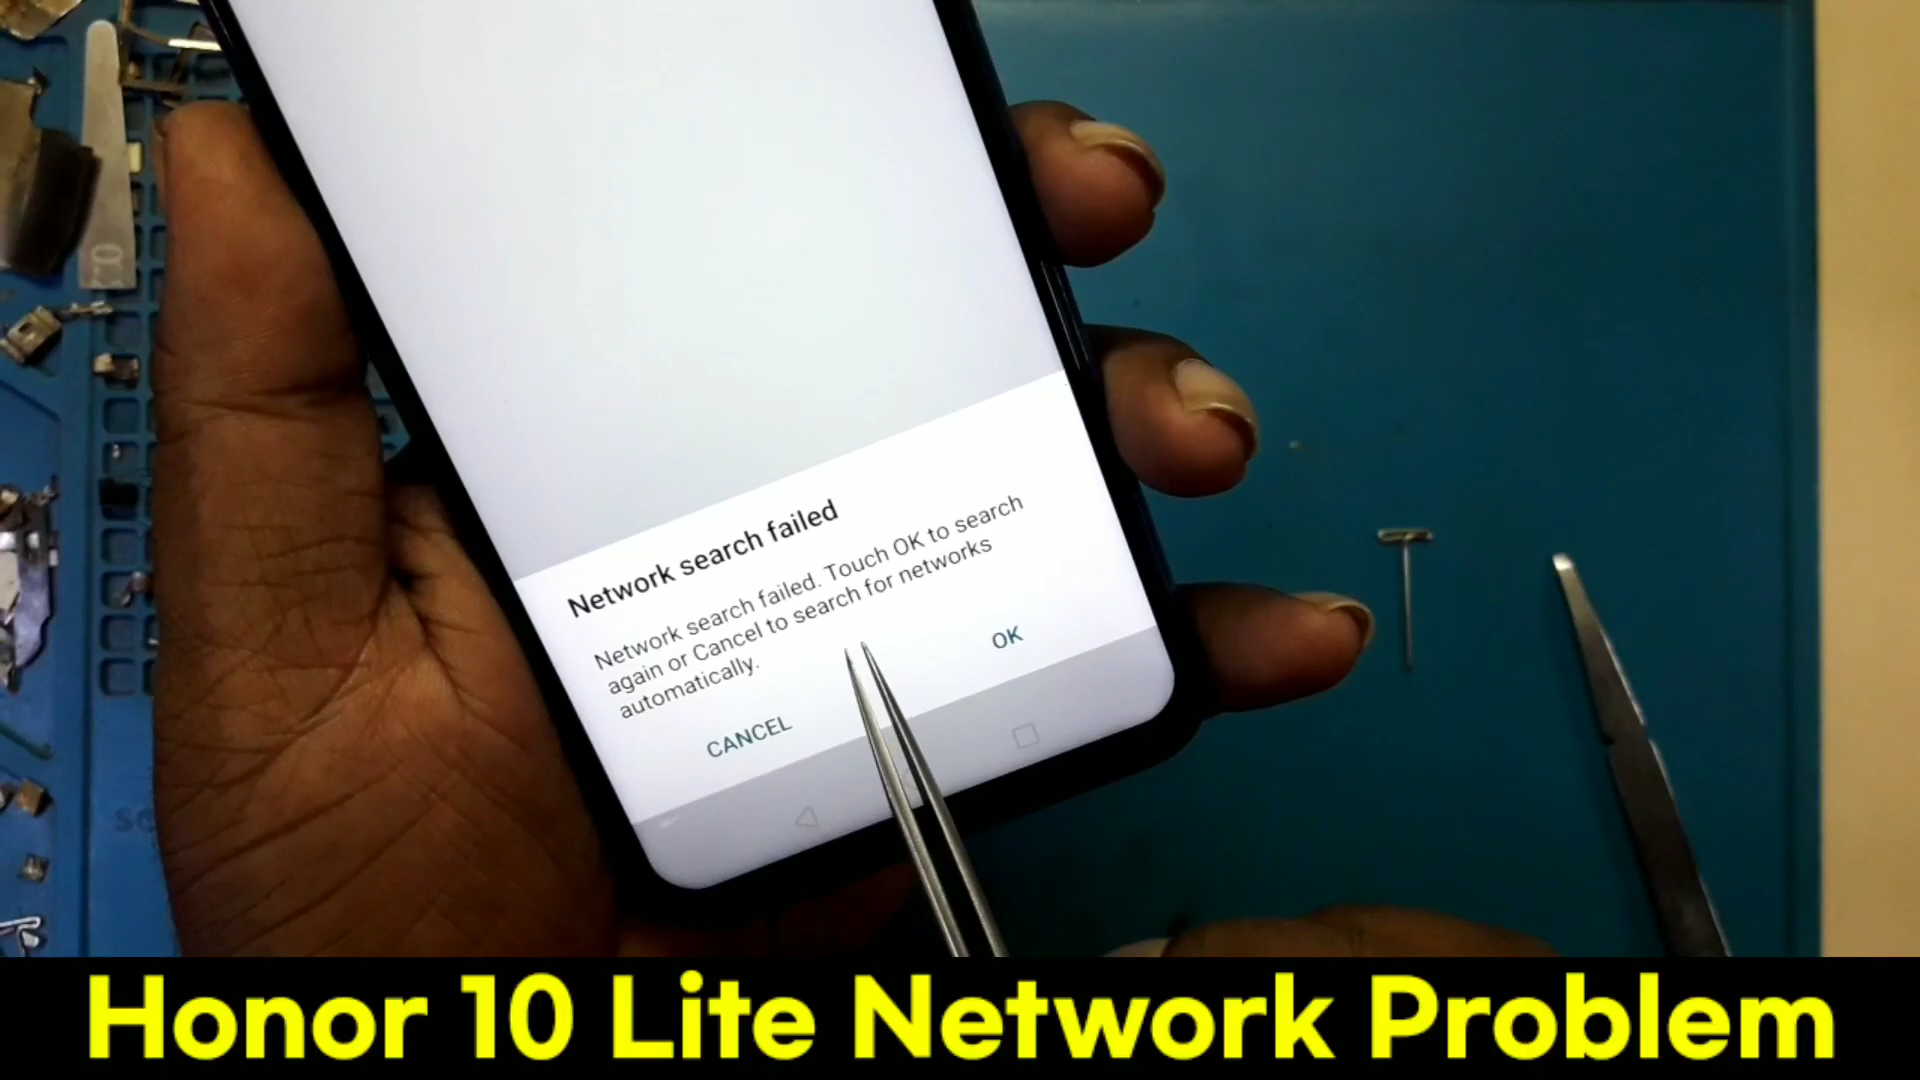 Network search failed
Network search failed. Touch OK to search
again or Cancel to search for networks
automatically.
CANCEL
OK
Honor 10 Lite Network Problem